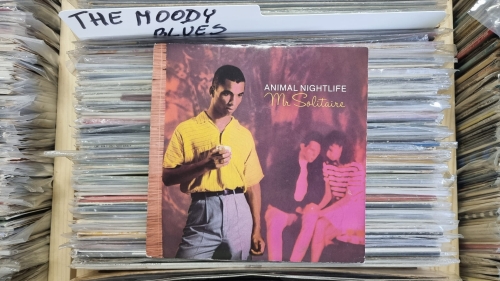 THE MOODY
BLUES
ANIMAL NIGHTLIFE
Mr Solitaire